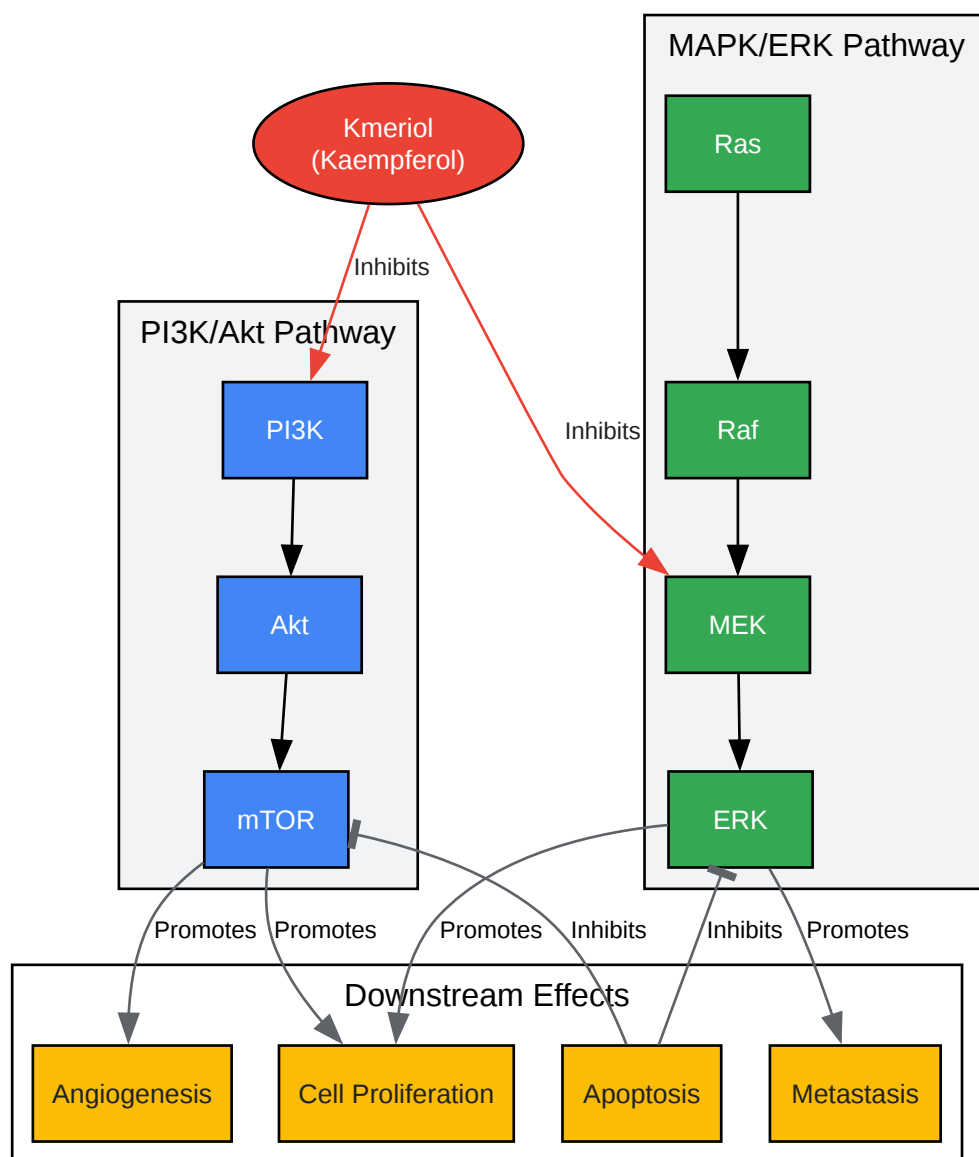 MAPK/ERK Pathway
Kmeriol
(Kaempferol)
Ras
Inhibits
PI3K/Akt Pathway
PI3K
Inhibits
Raf
Akt
MEK
mTOR
ERK
Promotes
Promotes
Promotes
Inhibits
Inhibits
Promotes
Downstream Effects
Angiogenesis
Cell Proliferation
Apoptosis
Metastasis